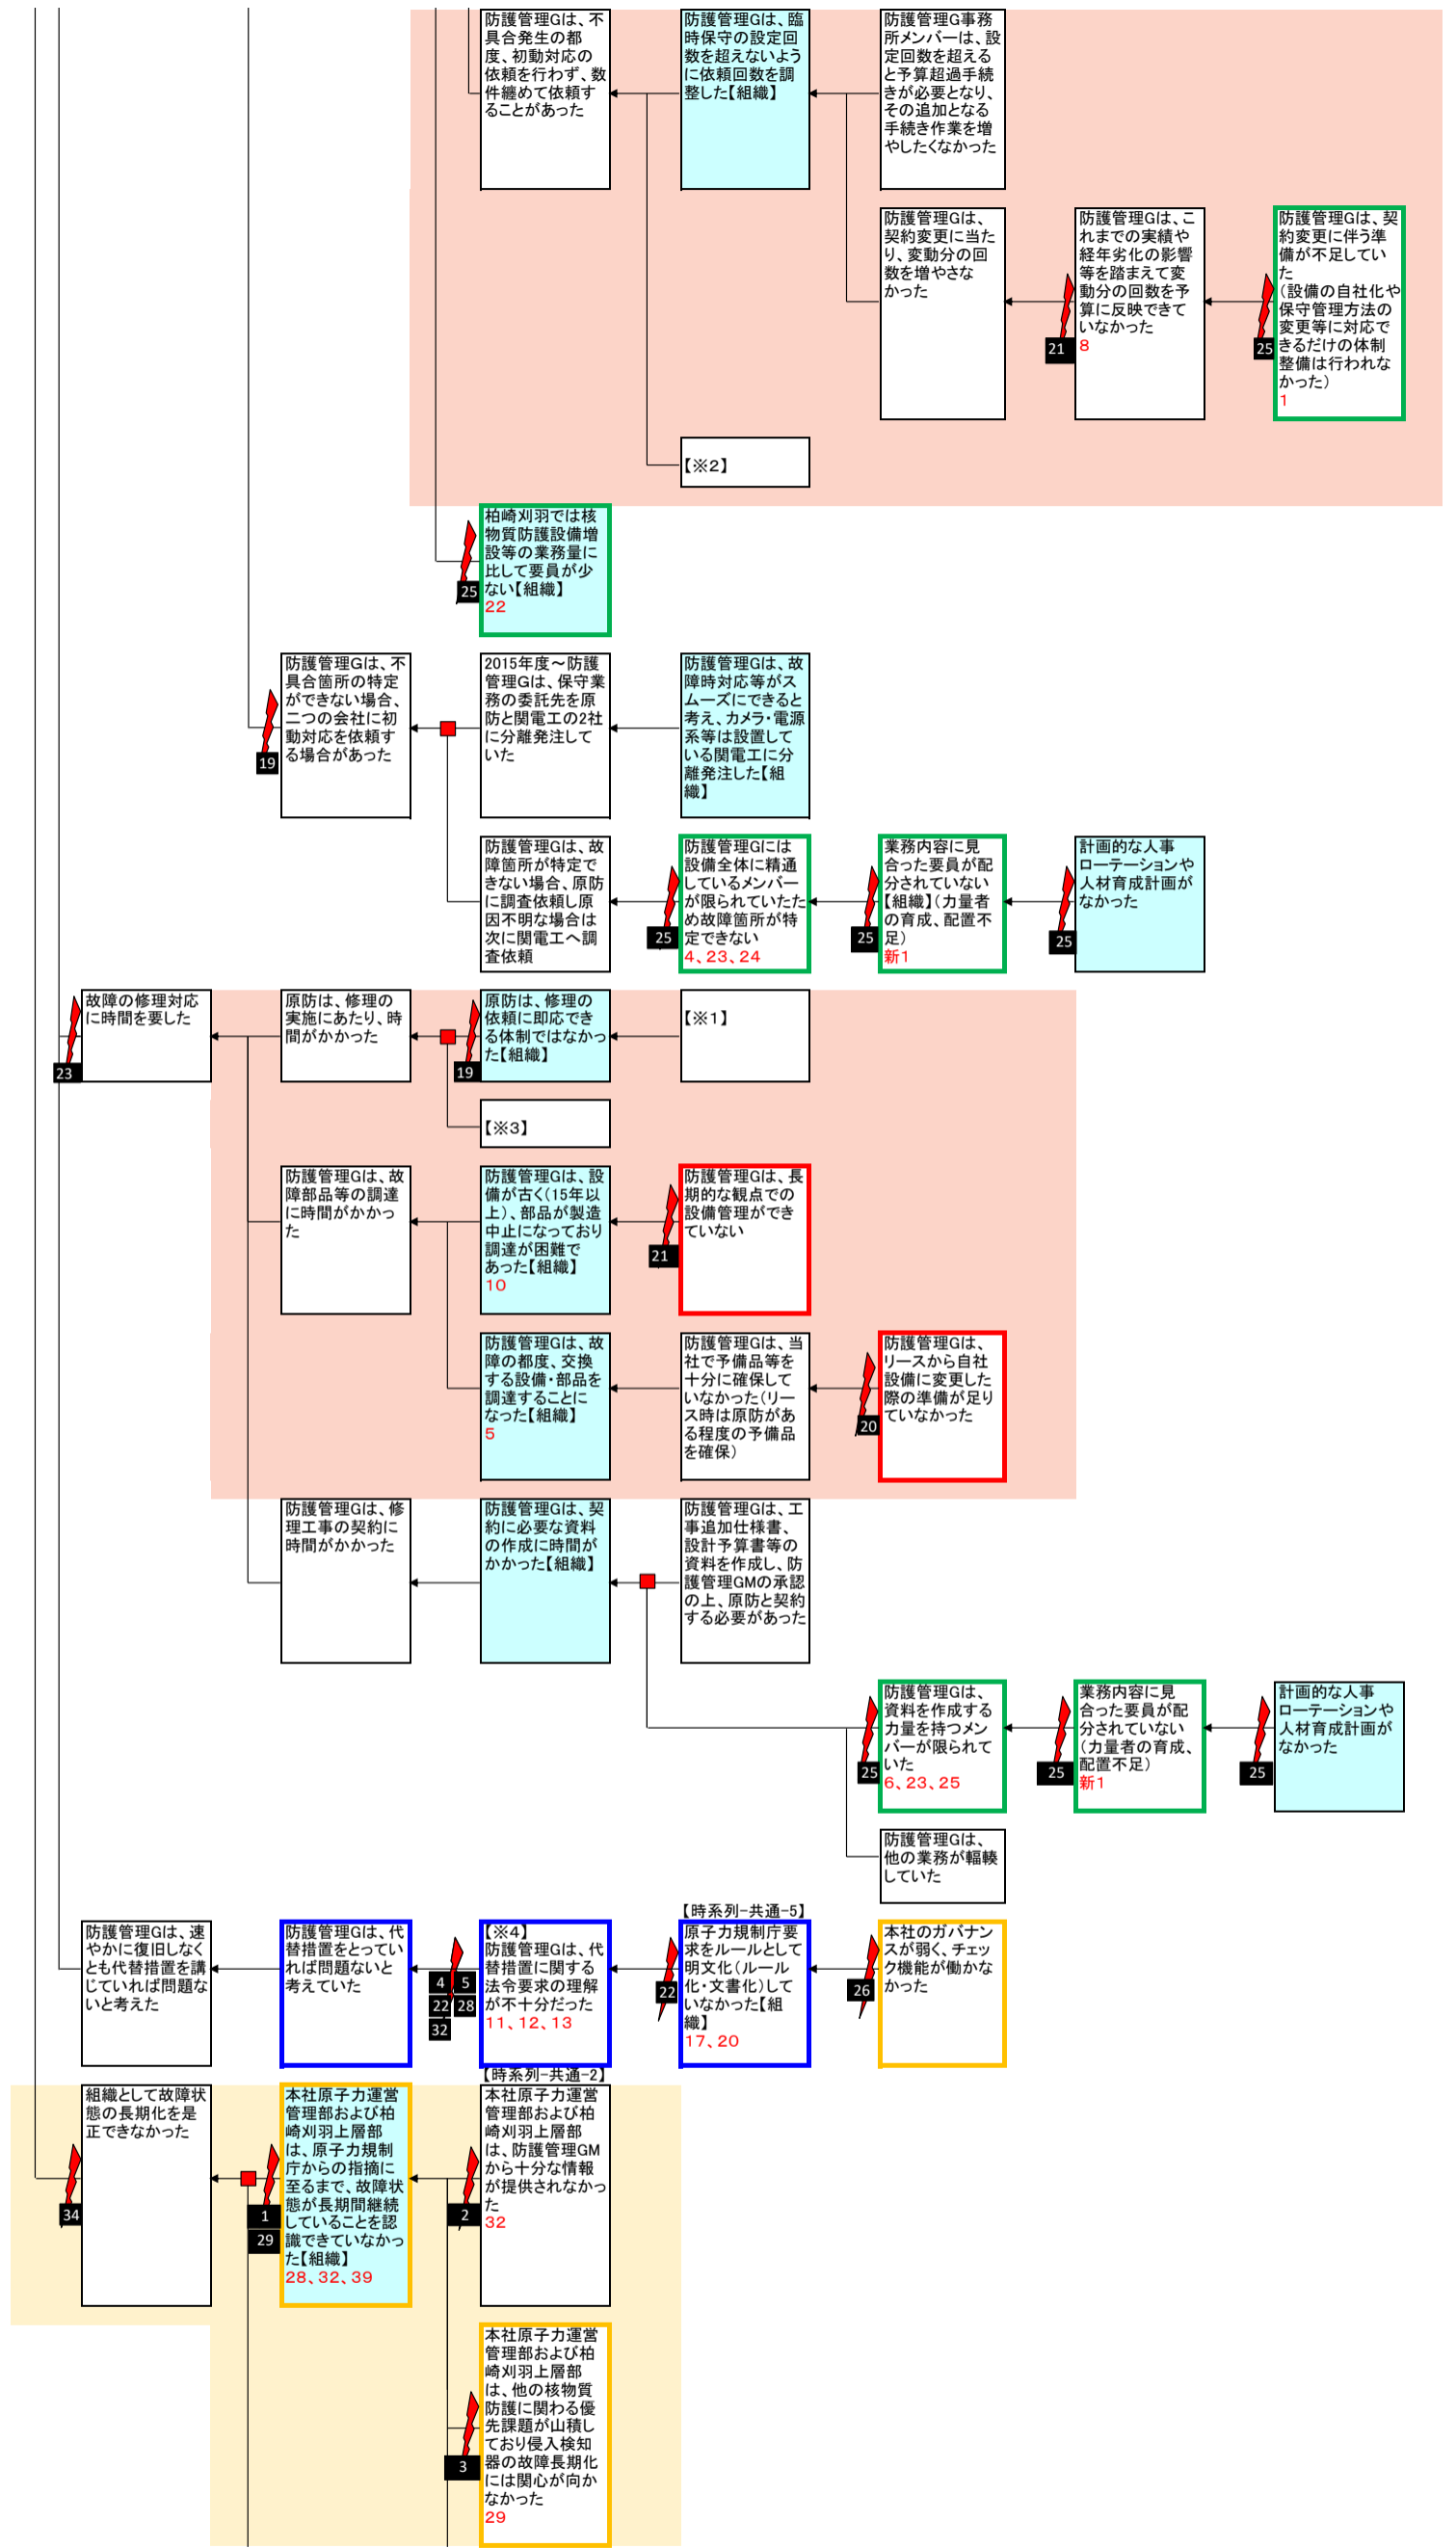 防護管理Gは、不
具合発生の都
度、初動対応の
依頼を行わず、数
件纏めて依頼す
ることがあった
防護管理Gは、臨
時保守の設定回
数を超えないよう
に依頼回数を調
整した【組織】
防護管理G事務
所メンバーは、設
定回数を超える
と予算超過手続
きが必要となり、
その追加となる
手続き作業を増
やしたくなかった
防護管理Gは、
契約変更に当た
り、変動分の回
数を増やさな
かった
21
防護管理Gは、こ
れまでの実績や
経年劣化の影響
等を踏まえて変
動分の回数を予
算に反映できて
いなかった
8
25
防護管理Gは、契
約変更に伴う準
備が不足してい
た
（設備の自社化や
保守管理方法の
変更等に対応で
きるだけの体制
整備は行われな
かった）
1
【※2】
25
柏崎刈羽では核
物質防護設備増
設等の業務量に
比して要員が少
ない【組織】
22
19
防護管理Gは、不
具合箇所の特定
ができない場合、
二つの会社に初
動対応を依頼す
る場合があった
2015年度～防護
管理Gは、保守業
務の委託先を原
防と関電工の2社
に分離発注して
いた
防護管理Gは、故
障時対応等がス
ムーズにできると
考え、カメラ・電源
系等は設置して
いる関電工に分
離発注した【組
織】
防護管理Gは、故
障箇所が特定で
きない場合、原防
に調査依頼し原
因不明な場合は
次に関電工へ調
査依頼
25
防護管理Gには
設備全体に精通
しているメンバー
が限られていたた
め故障箇所が特
定できない
4、23、24
25
業務内容に見
合った要員が配
分されていない
【組織】（力量者
の育成、配置不
足）
新1
25
計画的な人事
ローテーションや
人材育成計画が
なかった
23
故障の修理対応
に時間を要した
原防は、修理の
実施にあたり、時
間がかかった
19
原防は、修理の
依頼に即応でき
る体制ではなかっ
た【組織】
【※1】
【※3】
防護管理Gは、故
障部品等の調達
に時間がかかっ
た
防護管理Gは、設
備が古く（15年以
上）、部品が製造
中止になっており
調達が困難で
あった【組織】
10
21
防護管理Gは、長
期的な観点での
設備管理ができ
ていない
防護管理Gは、故
障の都度、交換
する設備・部品を
調達することに
なった【組織】
5
防護管理Gは、当
社で予備品等を
十分に確保して
いなかった（リー
ス時は原防があ
る程度の予備品
を確保）
20
防護管理Gは、
リースから自社
設備に変更した
際の準備が足り
ていなかった
防護管理Gは、修
理工事の契約に
時間がかかった
防護管理Gは、契
約に必要な資料
の作成に時間が
かかった【組織】
防護管理Gは、工
事追加仕様書、
設計予算書等の
資料を作成し、防
護管理GMの承認
の上、原防と契約
する必要があった
25
防護管理Gは、
資料を作成する
力量を持つメン
バーが限られて
いた
6、23、25
25
業務内容に見
合った要員が配
分されていない
（力量者の育成、
配置不足）
新1
25
計画的な人事
ローテーションや
人材育成計画が
なかった
防護管理Gは、
他の業務が輻輳
していた
防護管理Gは、速
やかに復旧しなく
とも代替措置を講
じていれば問題な
いと考えた
防護管理Gは、代
替措置をとってい
れば問題ないと
考えていた
4 5
22 28
32
【※4】
防護管理Gは、代
替措置に関する
法令要求の理解
が不十分だった
11、12、13
【時系列-共通-5】
22
原子力規制庁要
求をルールとして
明文化（ルール
化・文書化）して
いなかった【組
織】
17、20
26
本社のガバナン
スが弱く、チェッ
ク機能が働かな
かった
34
組織として故障状
態の長期化を是
正できなかった
1
29
本社原子力運営
管理部および柏
崎刈羽上層部
は、原子力規制
庁からの指摘に
至るまで、故障状
態が長期間継続
していることを認
識できていなかっ
た【組織】
28、32、39
【時系列-共通-2】
2
本社原子力運営
管理部および柏
崎刈羽上層部
は、防護管理GM
から十分な情報
が提供されなかっ
た
32
3
本社原子力運営
管理部および柏
崎刈羽上層部
は、他の核物質
防護に関わる優
先課題が山積し
ており侵入検知
器の故障長期化
には関心が向か
なかった
29